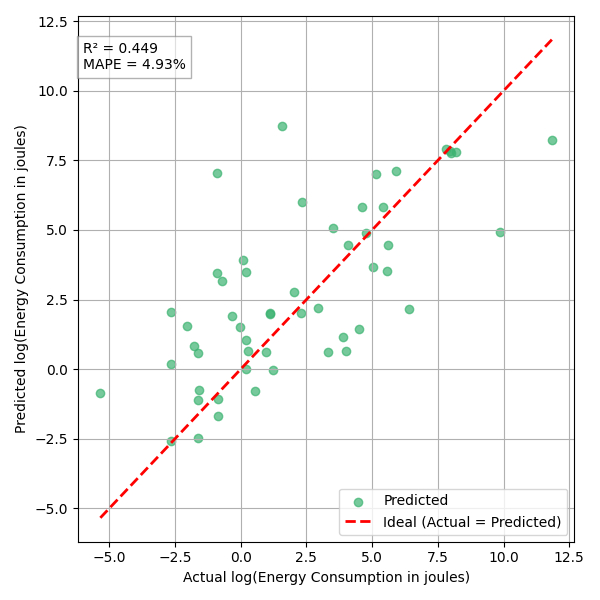 12.5
10.0
7.5
5.0
2.5
0.0
−2.5
−5.0
Predicted log(Energy Consumption in joules)
R² = 0.449
MAPE = 4.93%
Predicted
Ideal (Actual = Predicted)
−5.0 −2.5 0.0 2.5 5.0 7.5 10.0 12.5
Actual log(Energy Consumption in joules)